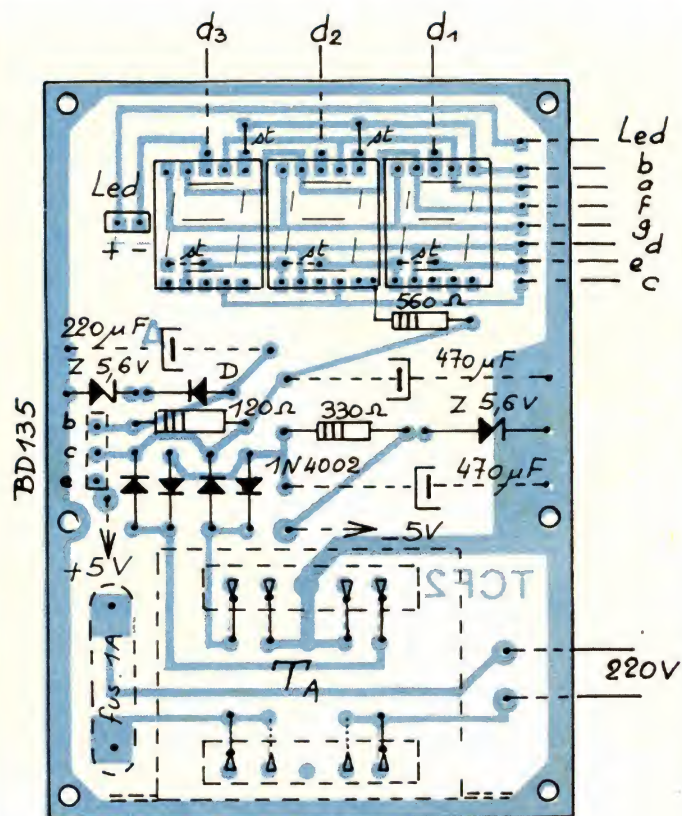 d3 d2 d1
st st
Led
b
a
f
g
d
e
c
Led
+ -
st st st
560 Ω
220 µF
Z 5,6V D
470 µF
b
120 Ω
330 Ω
Z 5,6V
c
1N4002
470 µF
e
BD135
-5V
+5V
TCF2
fus. 1A
TA
220V